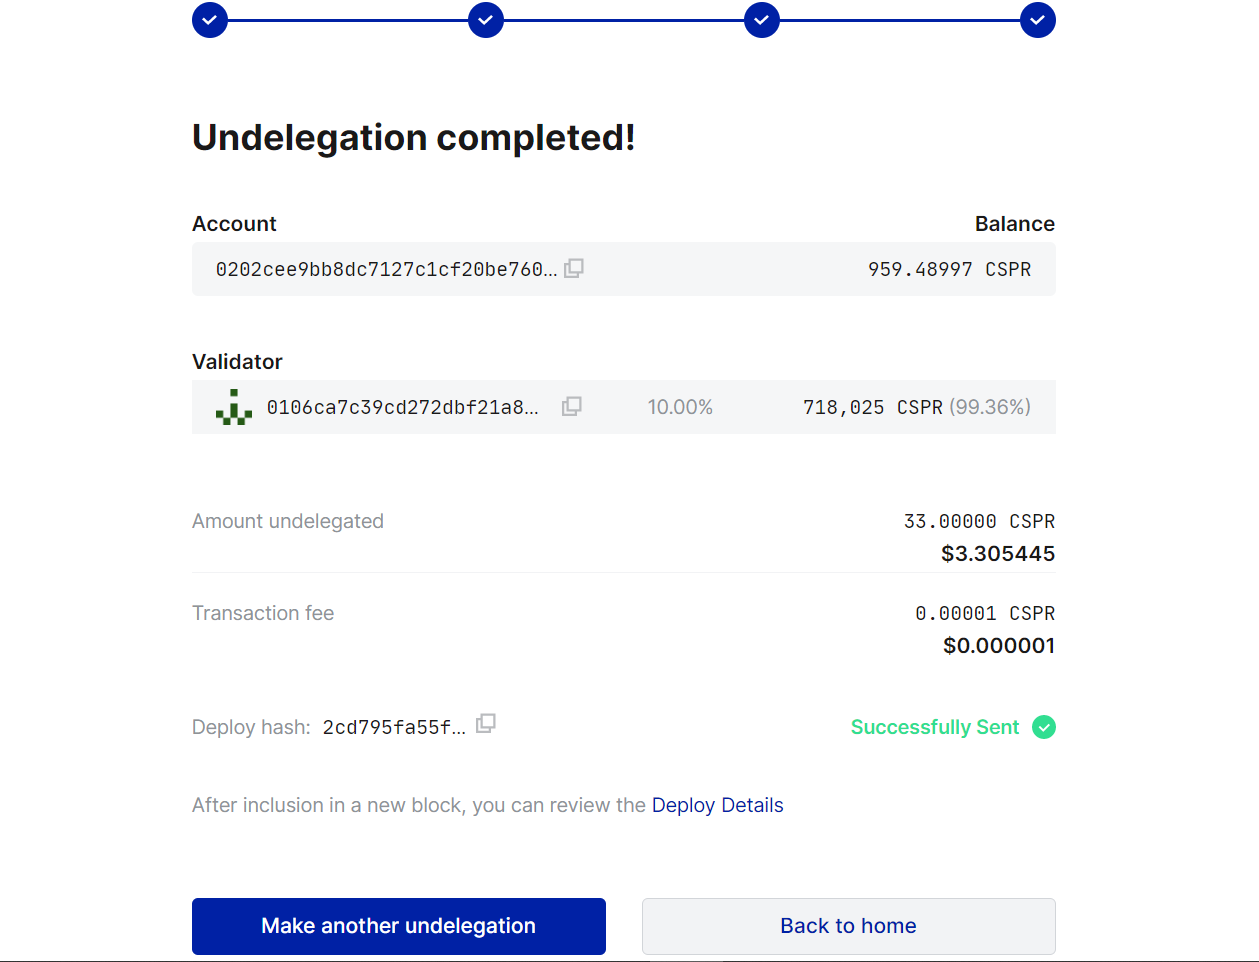 Undelegation completed!
Account Balance
0202cee9bb8dc7127c1cf20be760... 959.48997 CSPR
Validator
0106ca7c39cd272dbf21a8... 10.00% 718,025 CSPR (99.36%)
Amount undelegated 33.00000 CSPR
$3.305445
Transaction fee 0.00001 CSPR
$0.000001
Deploy hash: 2cd795fa55f... Successfully Sent
After inclusion in a new block, you can review the Deploy Details
Make another undelegation Back to home